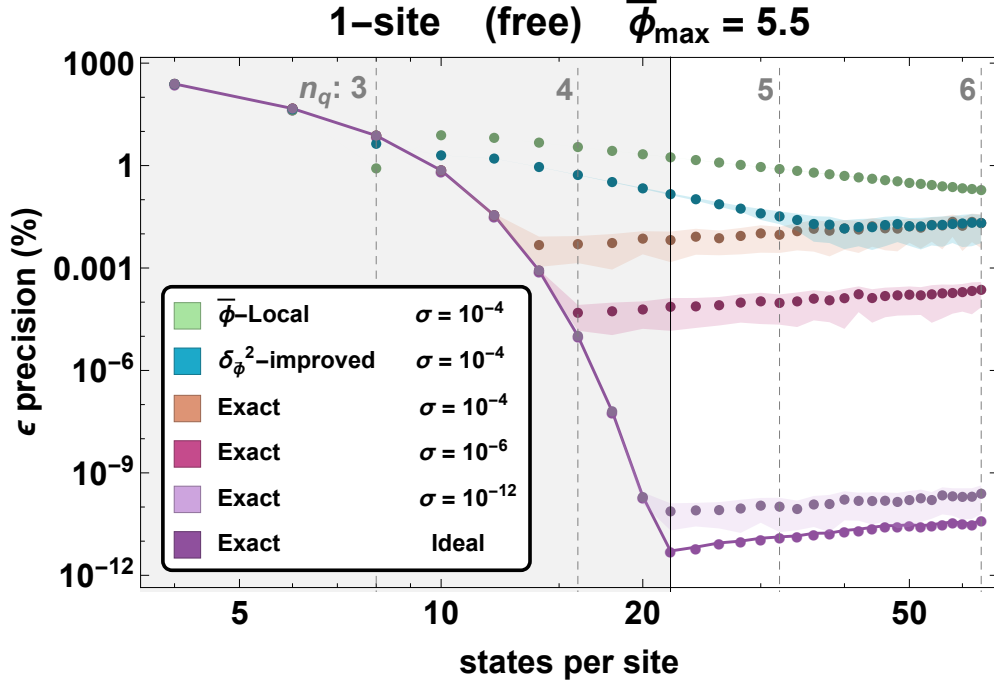 1–site (free) ϕ̅max = 5.5
nq: 3 4 5 6
1000
1
0.001
10⁻⁶
10⁻⁹
10⁻¹²
ϵ precision (%)
ϕ̅–Local σ = 10⁻⁴
δϕ̅²–improved σ = 10⁻⁴
Exact σ = 10⁻⁴
Exact σ = 10⁻⁶
Exact σ = 10⁻¹²
Exact Ideal
5 10 20 50
states per site